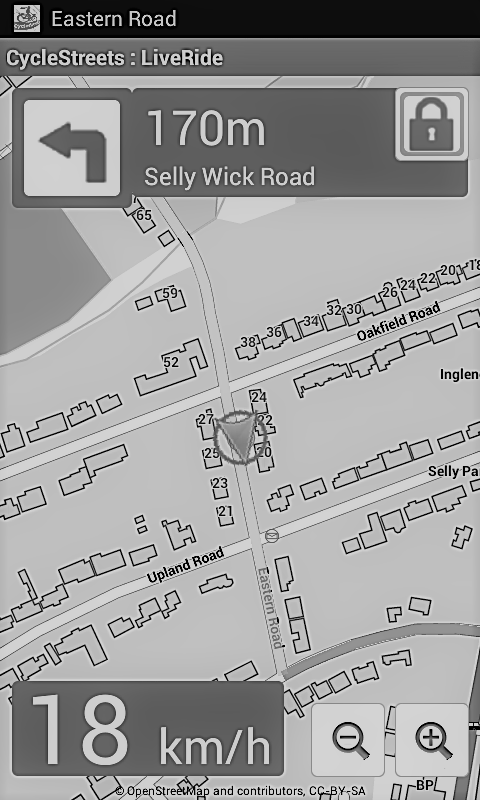 Eastern Road
CycleStreets : LiveRide
170m
Selly Wick Road
65
59
18
20
22
24
26
30
32
34
36
38
Oakfield Road
52
Inglen
24
27
22
25
20
Selly Pa
23
21
Upland Road
Eastern Road
18 km/h
BP
© OpenStreetMap and contributors, CC-BY-SA